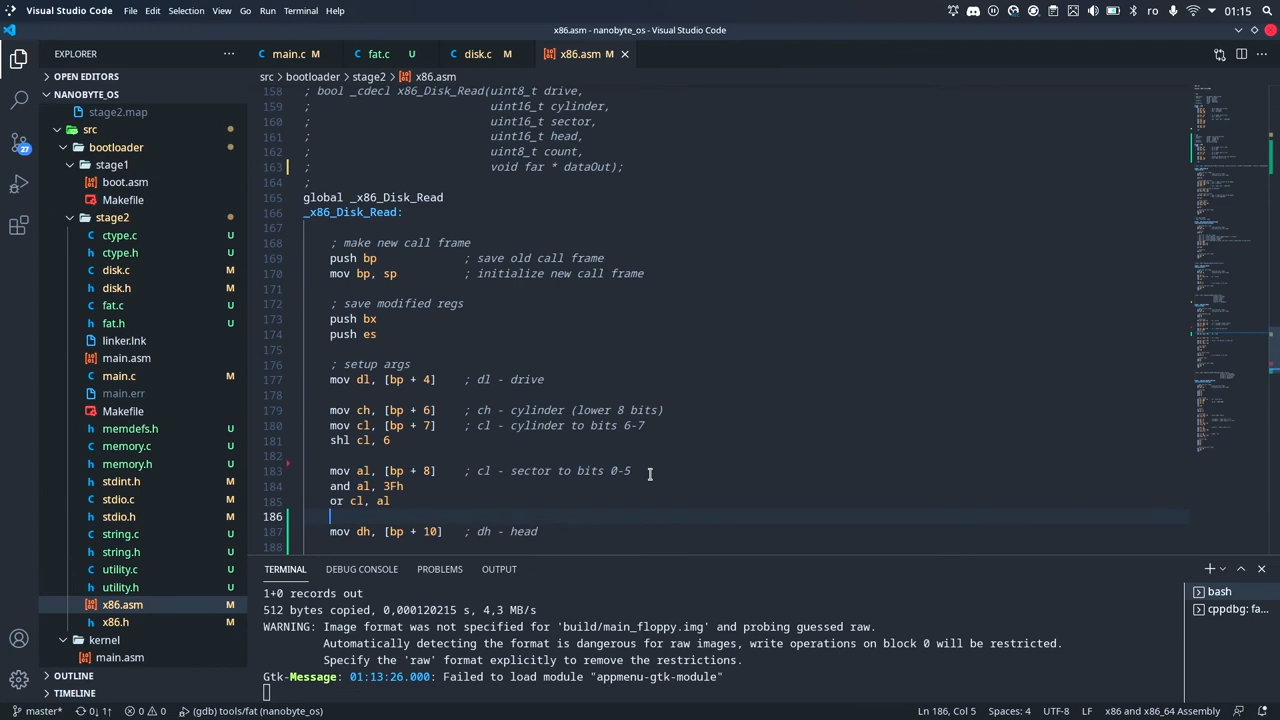 Visual Studio Code File Edit Selection View Go Run Terminal Help ro 01:15
x86.asm - nanobyte_os - Visual Studio Code
EXPLORER ... main.c M fat.c U disk.c M x86.asm M
OPEN EDITORS
NANOBYTE_OS
stage2.map
src
bootloader
stage1
boot.asm
Makefile
stage2
ctype.c U
ctype.h U
disk.c M
disk.h M
fat.c U
fat.h U
linker.lnk
main.asm
main.c M
main.err
Makefile
memdefs.h U
memory.c U
memory.h U
stdint.h U
stdio.c U
stdio.h U
string.c U
string.h U
utility.c U
utility.h U
x86.asm M
x86.h U
kernel
main.asm
OUTLINE
TIMELINE
27
src > bootloader > stage2 > x86.asm
158 ; bool _cdecl x86_Disk_Read(uint8_t drive,
159 ; uint16_t cylinder,
160 ; uint16_t sector,
161 ; uint16_t head,
162 ; uint8_t count,
163 ; void far * dataOut);
164 ;
165 global _x86_Disk_Read
166 _x86_Disk_Read:
167
168 ; make new call frame
169 push bp ; save old call frame
170 mov bp, sp ; initialize new call frame
171
172 ; save modified regs
173 push bx
174 push es
175
176 ; setup args
177 mov dl, [bp + 4] ; dl - drive
178
179 mov ch, [bp + 6] ; ch - cylinder (lower 8 bits)
180 mov cl, [bp + 7] ; cl - cylinder to bits 6-7
181 shl cl, 6
182
183 mov al, [bp + 8] ; cl - sector to bits 0-5
184 and al, 3Fh
185 or cl, al
186
187 mov dh, [bp + 10] ; dh - head
188
TERMINAL DEBUG CONSOLE PROBLEMS OUTPUT
1+0 records out
512 bytes copied, 0,000120215 s, 4,3 MB/s
WARNING: Image format was not specified for 'build/main_floppy.img' and probing guessed raw.
Automatically detecting the format is dangerous for raw images, write operations on block 0 will be restricted.
Specify the 'raw' format explicitly to remove the restrictions.
Gtk-Message: 01:13:26.000: Failed to load module "appmenu-gtk-module"
bash
cppdbg: fa...
master* 0↓ 1↑ 0 0 (gdb) tools/fat (nanobyte_os) Ln 186, Col 5 Spaces: 4 UTF-8 LF x86 and x86_64 Assembly